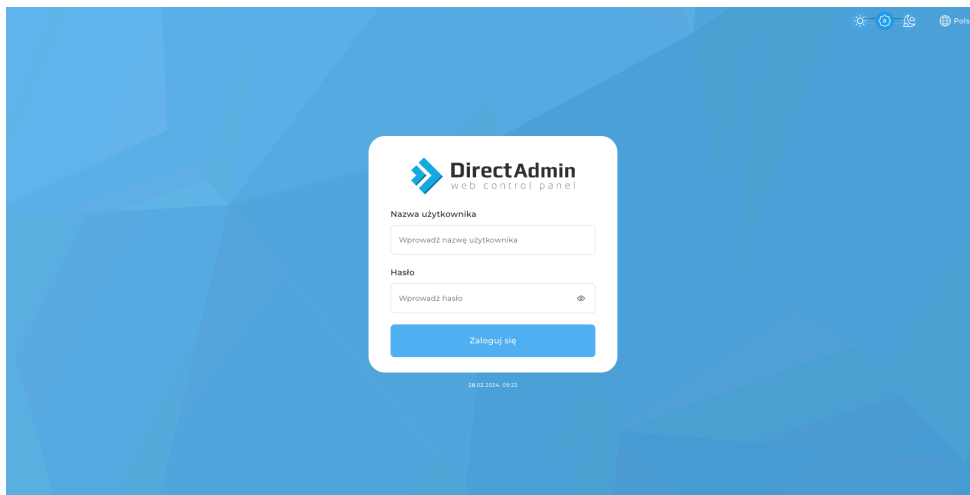 Pols
DirectAdmin
web control panel
Nazwa użytkownika
Wprowadź nazwę użytkownika
Hasło
Wprowadź hasło
Zaloguj się
28.02.2024, 09:22